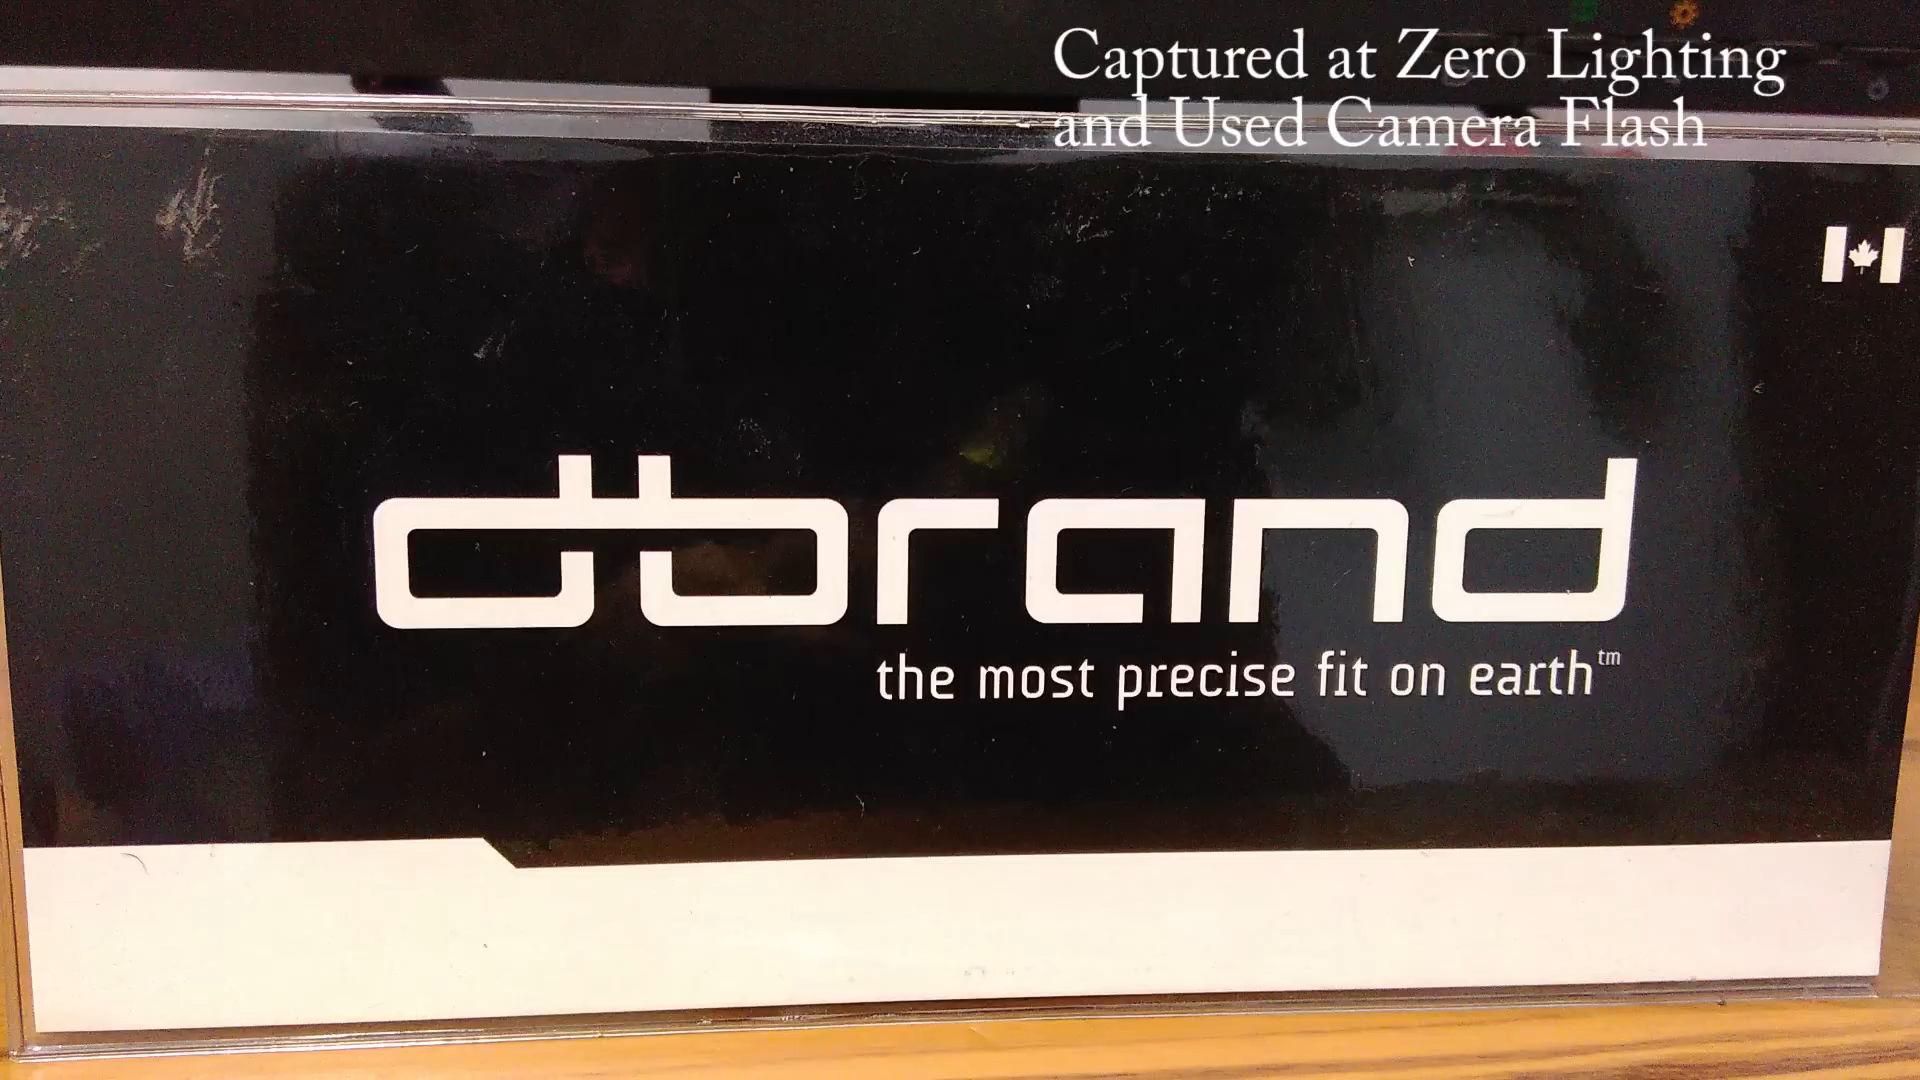 Captured at Zero Lighting
and Used Camera Flash
dbrand
the most precise fit on earth™